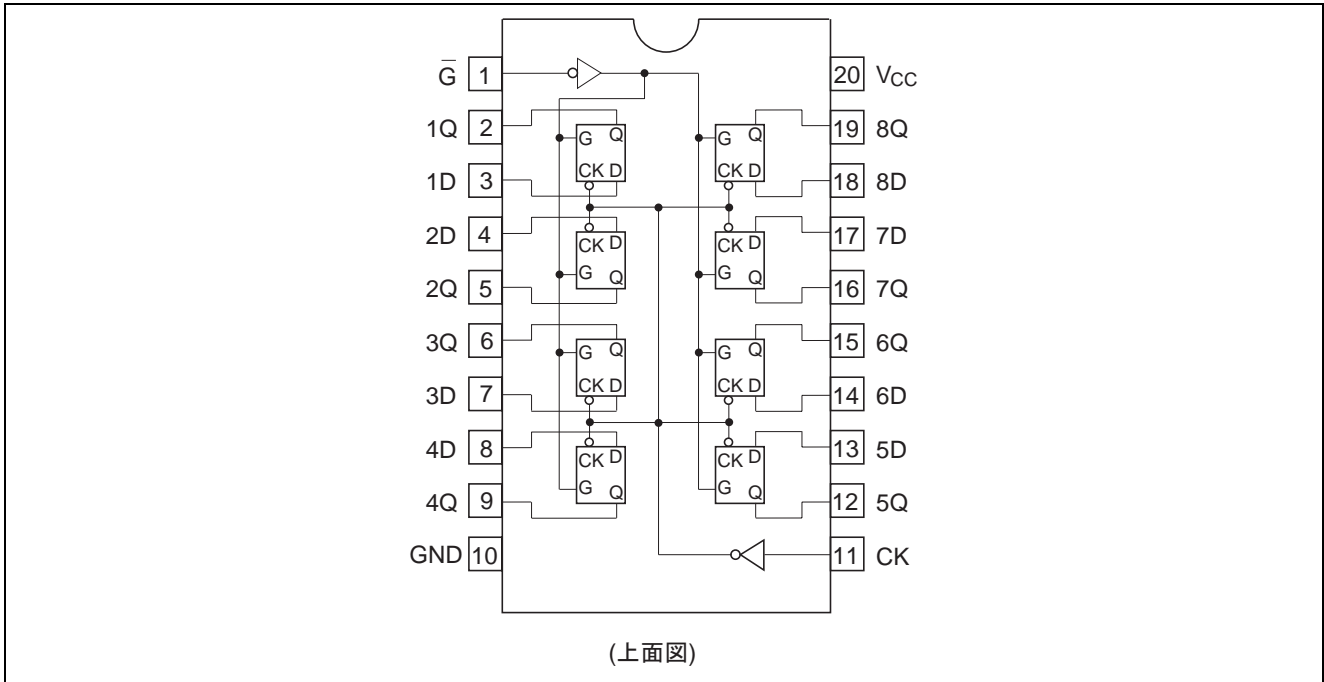 G̅ 1 20 VCC
1Q 2 G Q G Q 19 8Q
1D 3 CK D CK D 18 8D
2D 4 CK D CK D 17 7D
2Q 5 G Q G Q 16 7Q
3Q 6 G Q G Q 15 6Q
3D 7 CK D CK D 14 6D
4D 8 CK D CK D 13 5D
4Q 9 G Q G Q 12 5Q
GND 10 11 CK
(上面図)